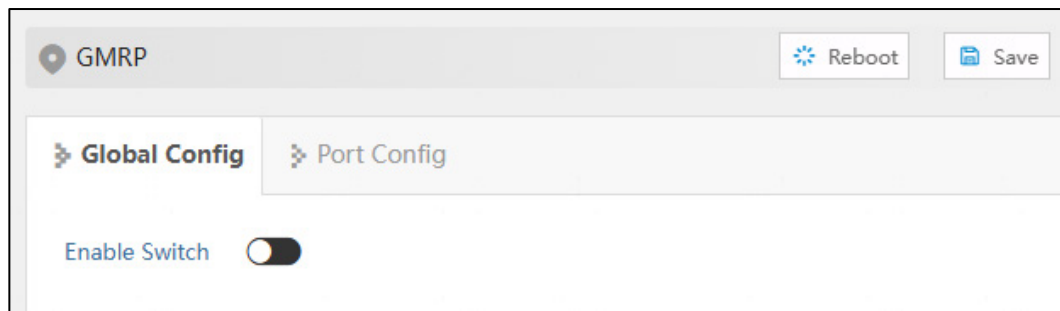 GMRP
Reboot
Save
Global Config
Port Config
Enable Switch